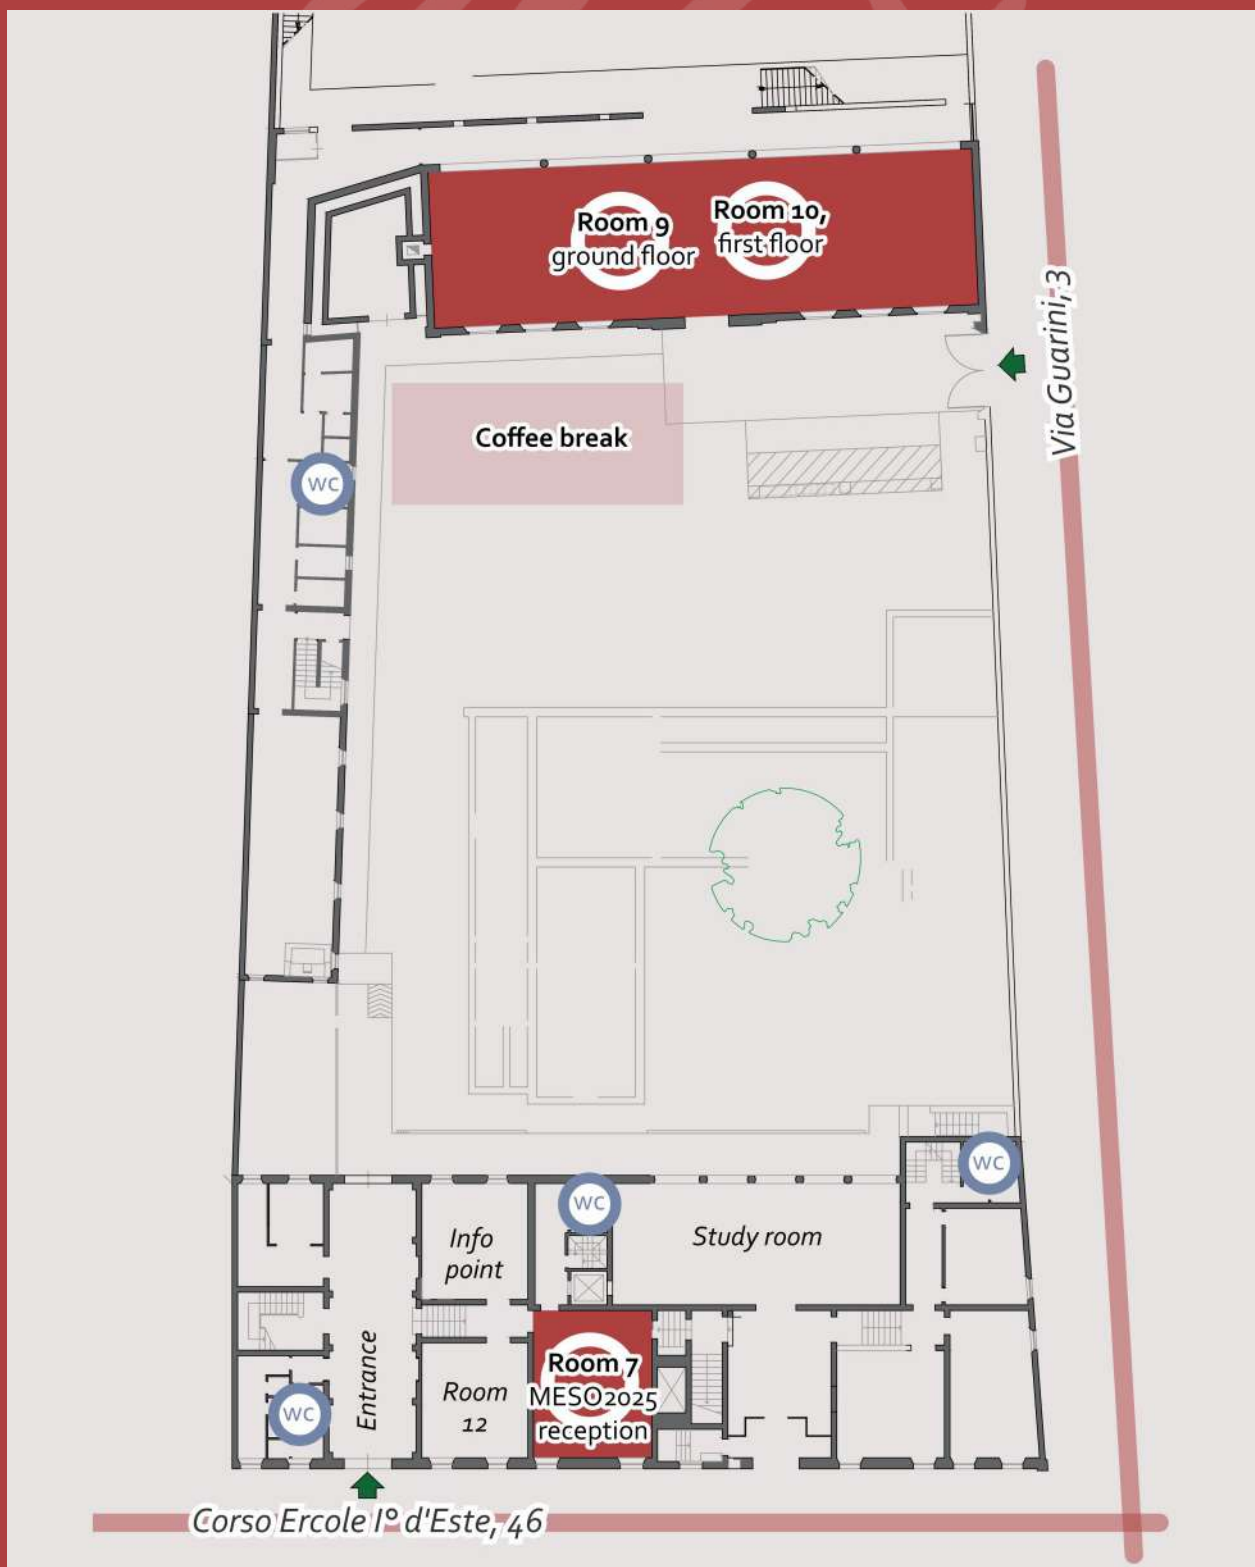 Room 9
ground floor
Room 10,
first floor
Via Guarini, 3
Coffee break
WC
WC
WC
Study room
Info
point
Entrance
Room 7
MESO2025
reception
Room
12
WC
Corso Ercole I° d'Este, 46